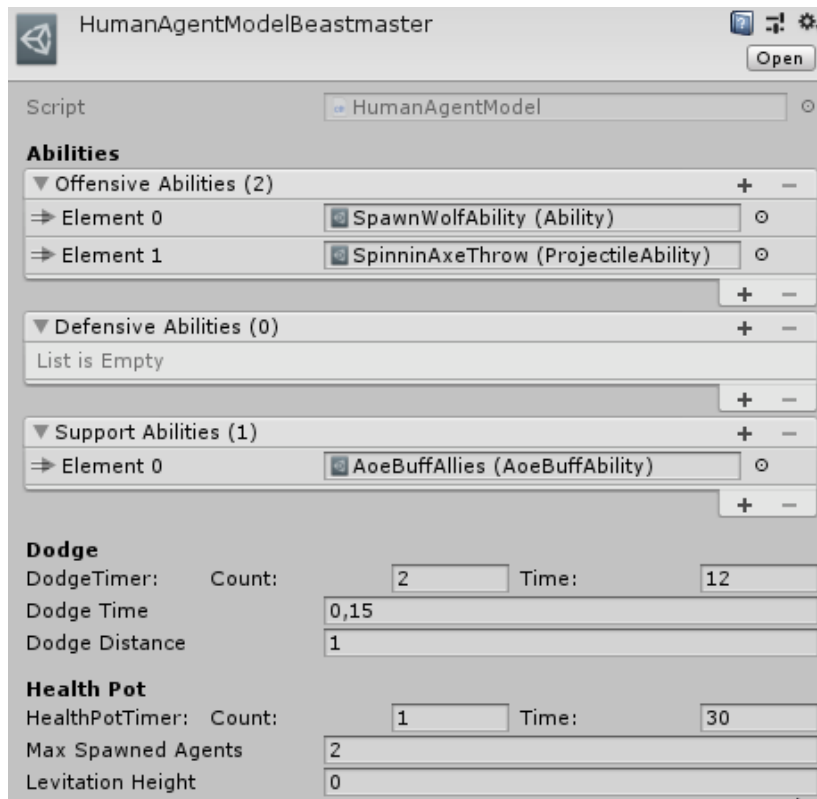 HumanAgentModelBeastmaster
Open
Script HumanAgentModel
Abilities
Offensive Abilities (2) + −
Element 0 SpawnWolfAbility (Ability)
Element 1 SpinninAxeThrow (ProjectileAbility)
+ −
Defensive Abilities (0) + −
List is Empty
+ −
Support Abilities (1) + −
Element 0 AoeBuffAllies (AoeBuffAbility)
+ −
Dodge
DodgeTimer: Count: 2 Time: 12
Dodge Time 0,15
Dodge Distance 1
Health Pot
HealthPotTimer: Count: 1 Time: 30
Max Spawned Agents 2
Levitation Height 0